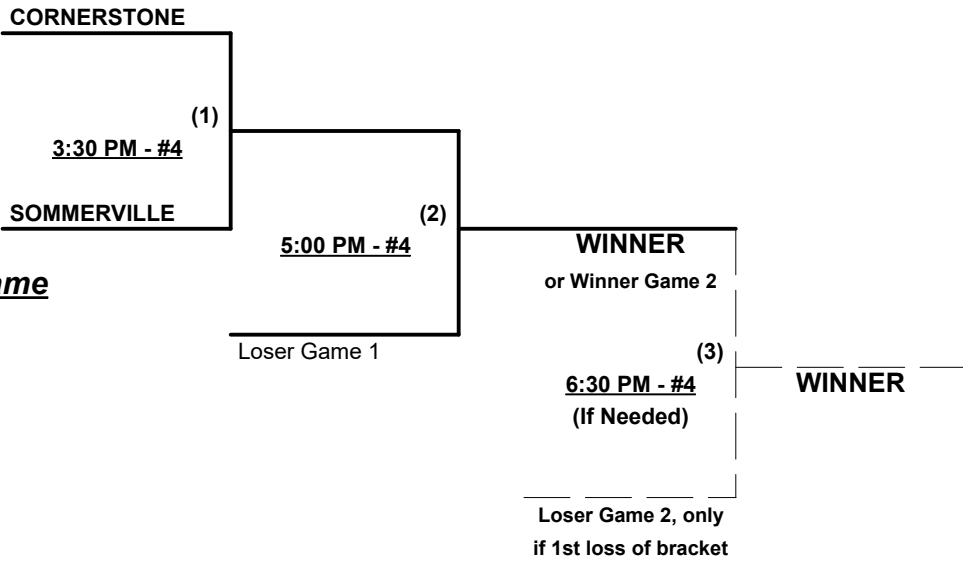 CORNERSTONE
(1)
3:30 PM - #4
SOMMERVILLE
(2)
5:00 PM - #4
WINNER
or Winner Game 2
Loser Game 1
(3)
6:30 PM - #4
WINNER
(If Needed)
Loser Game 2, only
if 1st loss of bracket